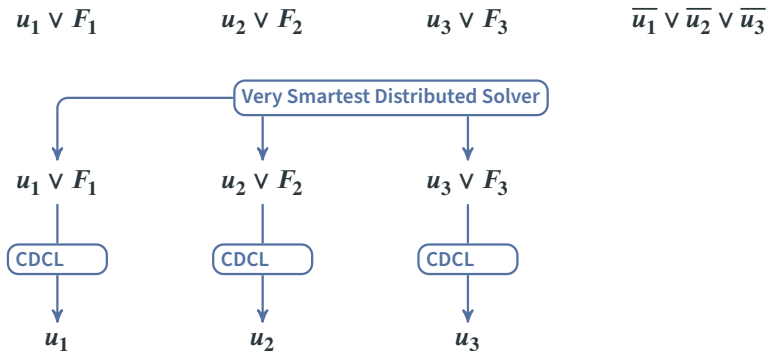 u₁ ∨ F₁ u₂ ∨ F₂ u₃ ∨ F₃ u̅₁ ∨ u̅₂ ∨ u̅₃
Very Smartest Distributed Solver
u₁ ∨ F₁ u₂ ∨ F₂ u₃ ∨ F₃
CDCL CDCL CDCL
u₁ u₂ u₃